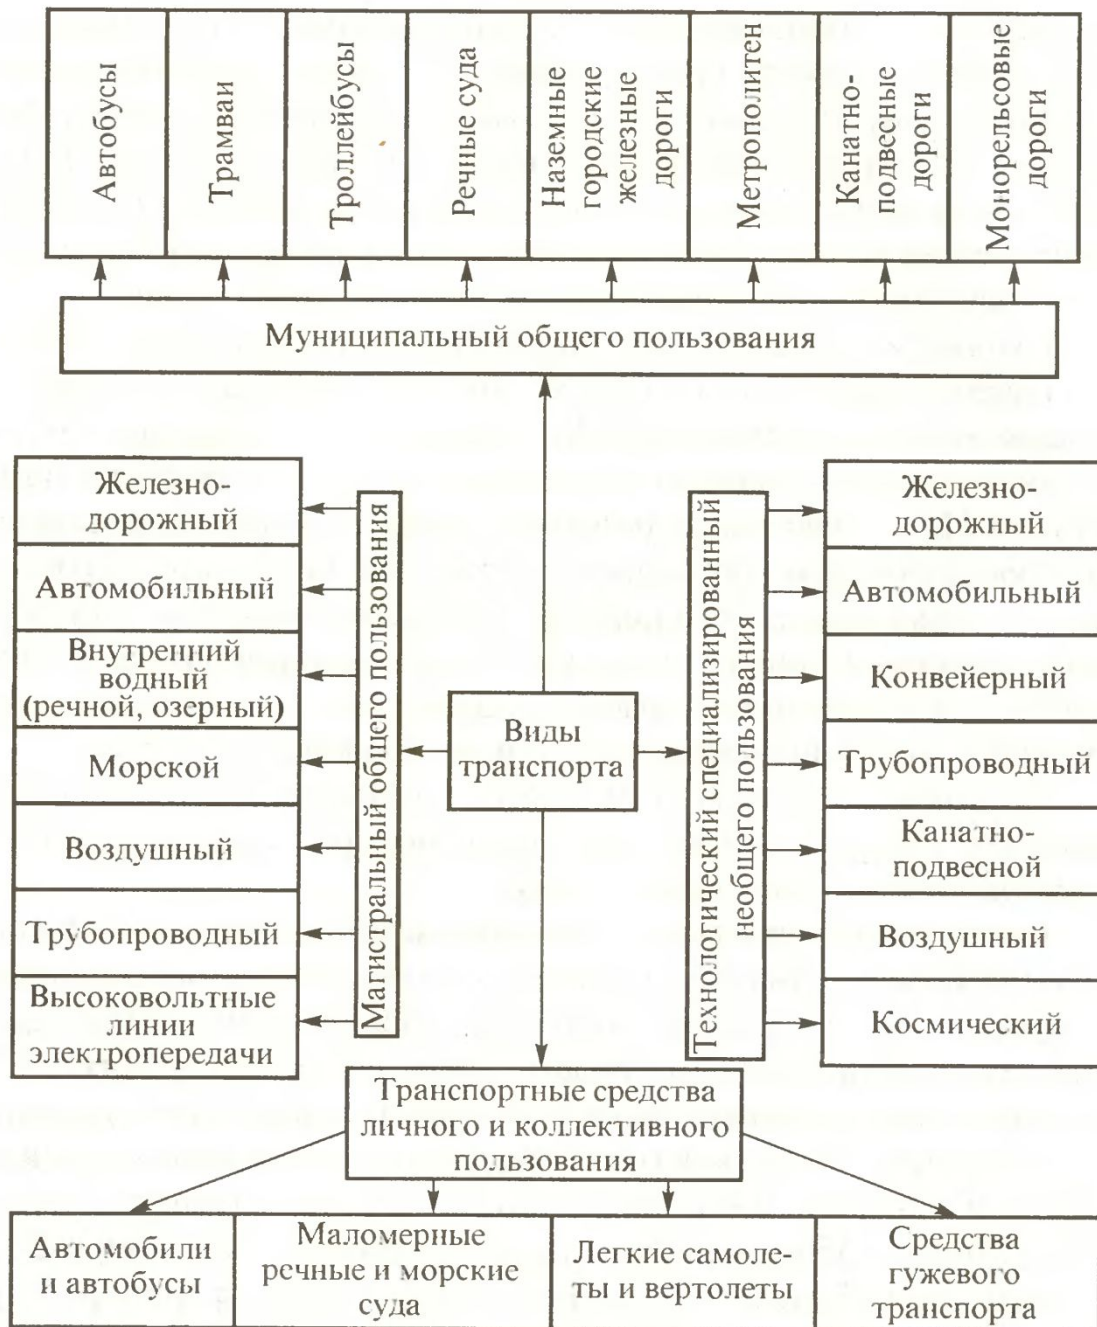 Автобусы
Трамваи
Троллейбусы
Речные суда
Наземные
городские
железные
дороги
Метрополитен
Канатно-
подвесные
дороги
Монорельсовые
дороги
Муниципальный общего пользования
Железно-
дорожный
Автомобильный
Внутренний
водный
(речной, озерный)
Морской
Воздушный
Трубопроводный
Высоковольтные
линии
электропередачи
Магистральный общего пользования
Виды
транспорта
Технологический специализированный
необщего пользования
Железно-
дорожный
Автомобильный
Конвейерный
Трубопроводный
Канатно-
подвесной
Воздушный
Космический
Транспортные средства
личного и коллективного
пользования
Автомобили
и автобусы
Маломерные
речные и морские
суда
Легкие самоле-
ты и вертолеты
Средства
гужевого
транспорта